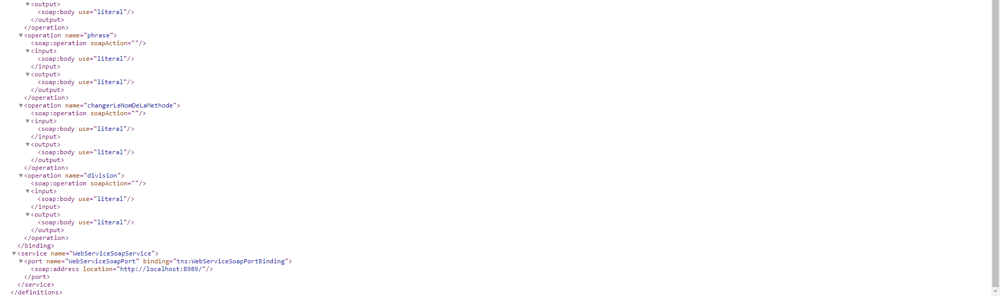 ▼<output>
<soap:body use="literal"/>
</output>
</operation>
▼<operation name="phrase">
<soap:operation soapAction=""/>
▼<input>
<soap:body use="literal"/>
</input>
▼<output>
<soap:body use="literal"/>
</output>
</operation>
▼<operation name="changerLeNomDeLaMethode">
<soap:operation soapAction=""/>
▼<input>
<soap:body use="literal"/>
</input>
▼<output>
<soap:body use="literal"/>
</output>
</operation>
▼<operation name="division">
<soap:operation soapAction=""/>
▼<input>
<soap:body use="literal"/>
</input>
▼<output>
<soap:body use="literal"/>
</output>
</operation>
</binding>
▼<service name="WebServiceSoapService">
▼<port name="WebServiceSoapPort" binding="tns:WebServiceSoapPortBinding">
<soap:address location="http://localhost:8989/"/>
</port>
</service>
</definitions>